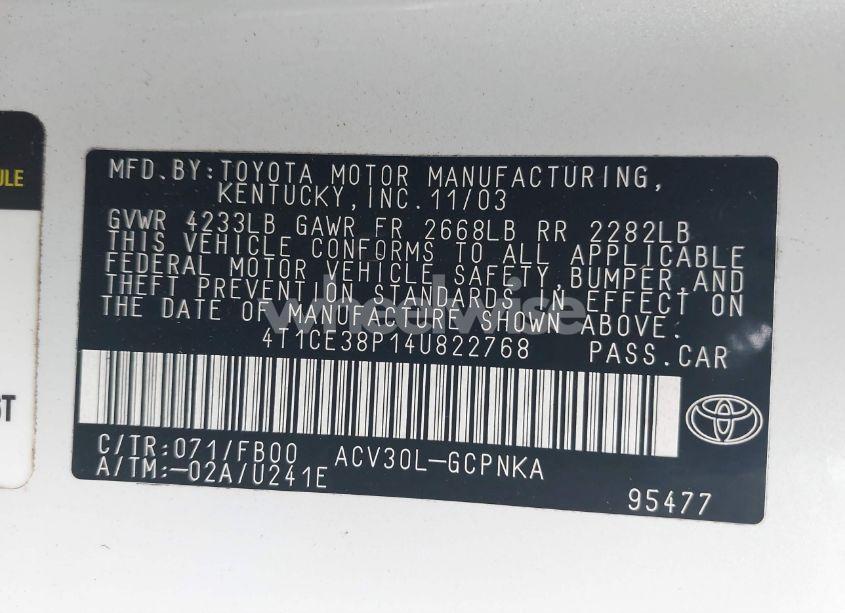 ULE
MFD.BY:TOYOTA MOTOR MANUFACTURING,
KENTUCKY,INC.11/03
GVWR 4233LB GAWR FR 2668LB RR 2282LB
THIS VEHICLE CONFORMS TO ALL APPLICABLE
FEDERAL MOTOR VEHICLE SAFETY,BUMPER,AND
THEFT PREVENTION STANDARDS IN EFFECT ON
THE DATE OF MANUFACTURE SHOWN ABOVE.
wheelwise
4T1CE38P14U822768 PASS.CAR
BT
C/TR:071/FB00 ACV30L-GCPNKA
A/TM:-02A/U241E
95477